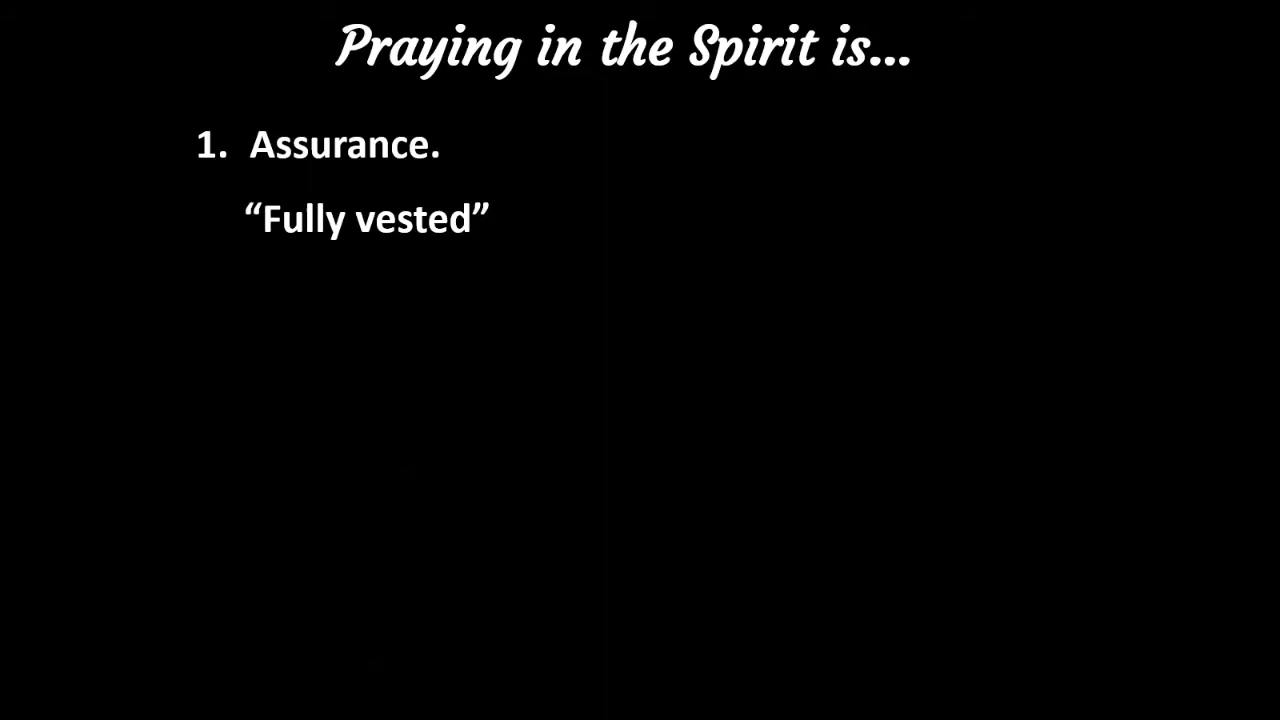 Praying in the Spirit is...
1. Assurance.
“Fully vested”